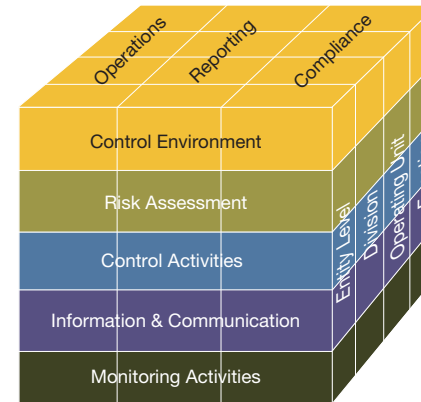 Operations
Reporting
Compliance
Control Environment
Risk Assessment
Control Activities
Information & Communication
Monitoring Activities
Entity Level
Division
Operating Unit